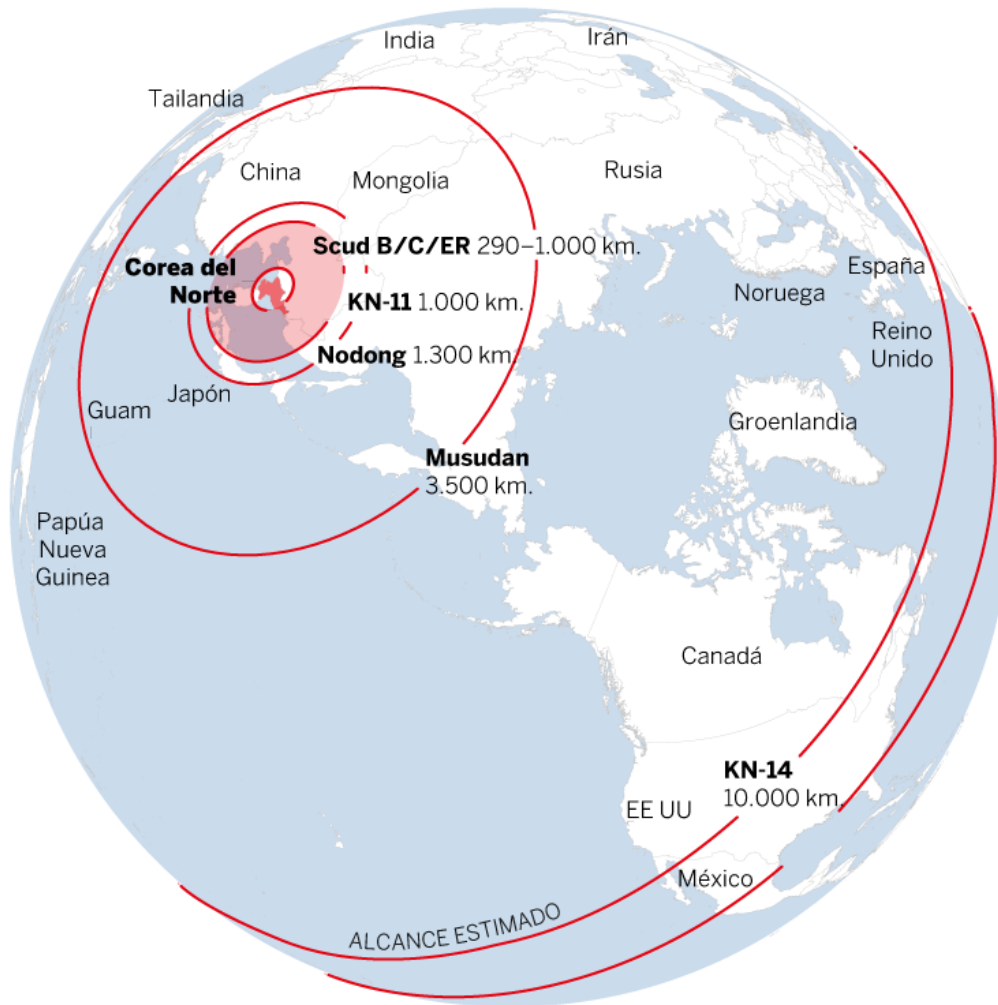 India
Irán
Tailandia
China
Mongolia
Rusia
Scud B/C/ER 290–1.000 km.
Corea del
Norte
KN-11 1.000 km.
Nodong 1.300 km.
España
Noruega
Reino
Unido
Japón
Guam
Groenlandia
Musudan
3.500 km.
Papúa
Nueva
Guinea
Canadá
KN-14
10.000 km.
EE UU
México
ALCANCE ESTIMADO